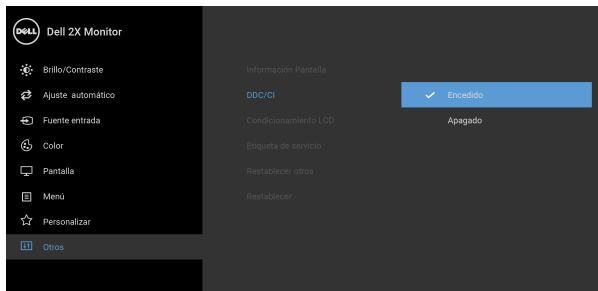 DELL
Dell 2X Monitor
Brillo/Contraste
Ajuste automático
Fuente entrada
Color
Pantalla
Menú
Personalizar
Otros
Información Pantalla
DDC/CI
Condicionamiento LCD
Etiqueta de servicio
Restablecer otros
Restablecer
Encedido
Apagado